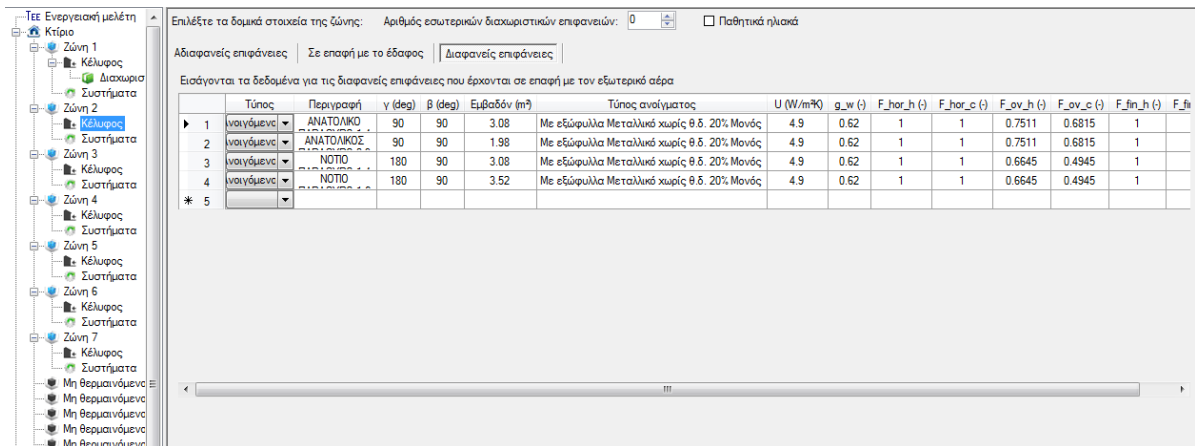 ΤΕΕ Ενεργειακή μελέτη
Κτίριο
Ζώνη 1
Κέλυφος
Διαχωρισ
Συστήματα
Ζώνη 2
Κέλυφος
Συστήματα
Ζώνη 3
Κέλυφος
Συστήματα
Ζώνη 4
Κέλυφος
Συστήματα
Ζώνη 5
Κέλυφος
Συστήματα
Ζώνη 6
Κέλυφος
Συστήματα
Ζώνη 7
Κέλυφος
Συστήματα
Μη θερμαινόμενο
Μη θερμαινόμενο
Μη θερμαινόμενο
Μη θερμαινόμενο
Μη θερμαινόμενο
Επιλέξτε τα δομικά στοιχεία της ζώνης: Αριθμός εσωτερικών διαχωριστικών επιφανειών: 0 Παθητικά ηλιακά
Αδιαφανείς επιφάνειες Σε επαφή με το έδαφος Διαφανείς επιφάνειες
Εισάγονται τα δεδομένα για τις διαφανείς επιφάνειες που έρχονται σε επαφή με τον εξωτερικό αέρα
Τύπος Περιγραφή γ (deg) β (deg) Εμβαδόν (m²) Τύπος ανοίγματος U (W/m²K) g_w (-) F_hor_h (-) F_hor_c (-) F_ov_h (-) F_ov_c (-) F_fin_h (-) F_fi
1 Ανοιγόμενο ΑΝΑΤΟΛΙΚΟ 90 90 3.08 Με εξώφυλλα Μεταλλικό χωρίς θ.δ. 20% Μονός 4.9 0.62 1 1 0.7511 0.6815 1
2 Ανοιγόμενο ΑΝΑΤΟΛΙΚΟΣ 90 90 1.98 Με εξώφυλλα Μεταλλικό χωρίς θ.δ. 20% Μονός 4.9 0.62 1 1 0.7511 0.6815 1
3 Ανοιγόμενο ΝΟΤΙΟ 180 90 3.08 Με εξώφυλλα Μεταλλικό χωρίς θ.δ. 20% Μονός 4.9 0.62 1 1 0.6645 0.4945 1
4 Ανοιγόμενο ΝΟΤΙΟ 180 90 3.52 Με εξώφυλλα Μεταλλικό χωρίς θ.δ. 20% Μονός 4.9 0.62 1 1 0.6645 0.4945 1
* 5